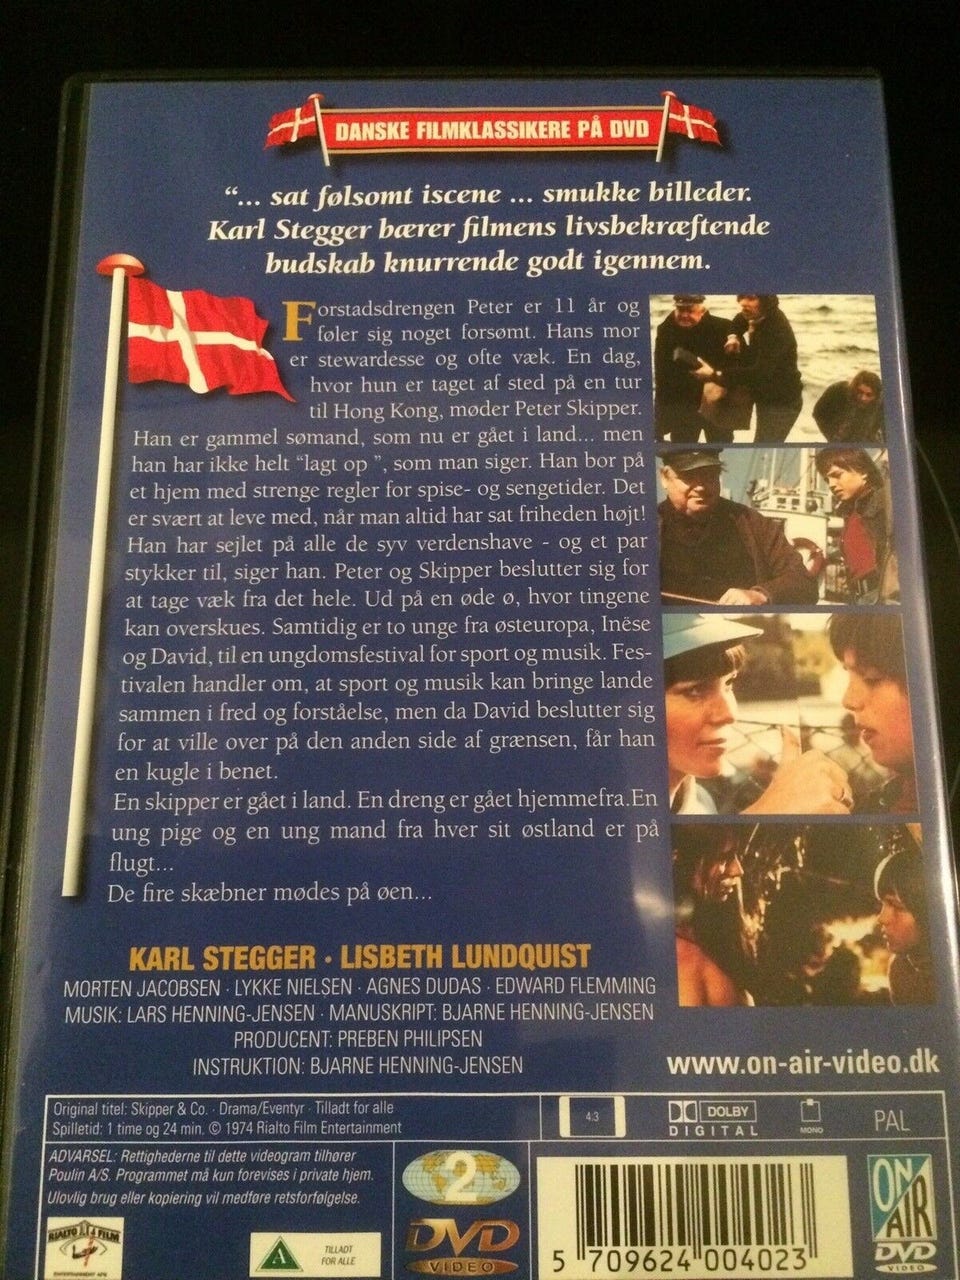 DANSKE FILMKLASSIKERE PÅ DVD
“... sat følsomt iscene ... smukke billeder.
Karl Stegger bærer filmens livsbekræftende
budskab knurrende godt igennem.
Forstadsdrengen Peter er 11 år og
føler sig noget forsømt. Hans mor
er stewardesse og ofte væk. En dag,
hvor hun er taget af sted på en tur
til Hong Kong, møder Peter Skipper.
Han er gammel sømand, som nu er gået i land... men
han har ikke helt “lagt op ”, som man siger. Han bor på
et hjem med strenge regler for spise- og sengetider. Det
er svært at leve med, når man altid har sat friheden højt!
Han har sejlet på alle de syv verdenshave - og et par
stykker til, siger han. Peter og Skipper beslutter sig for
at tage væk fra det hele. Ud på en øde ø, hvor tingene
kan overskues. Samtidig er to unge fra østeuropa, Inëse
og David, til en ungdomsfestival for sport og musik. Fes-
tivalen handler om, at sport og musik kan bringe lande
sammen i fred og forståelse, men da David beslutter sig
for at ville over på den anden side af grænsen, får han
en kugle i benet.
En skipper er gået i land. En dreng er gået hjemmefra.En
ung pige og en ung mand fra hver sit østland er på
flugt...
De fire skæbner mødes på øen...
KARL STEGGER · LISBETH LUNDQUIST
MORTEN JACOBSEN · LYKKE NIELSEN · AGNES DUDAS · EDWARD FLEMMING
MUSIK: LARS HENNING-JENSEN · MANUSKRIPT: BJARNE HENNING-JENSEN
PRODUCENT: PREBEN PHILIPSEN
INSTRUKTION: BJARNE HENNING-JENSEN
www.on-air-video.dk
Original titel: Skipper & Co. · Drama/Eventyr · Tilladt for alle
Spilletid: 1 time og 24 min. © 1974 Rialto Film Entertainment
4:3
DOLBY
DIGITAL
MONO
PAL
ADVARSEL: Rettighederne til dette videogram tilhører
Poulin A/S. Programmet må kun forevises i private hjem.
Ulovlig brug eller kopiering vil medføre retsforfølgelse.
RIALTO FILM
ENTERTAINMENT APS
A
TILLADT
FOR ALLE
2
DVD
VIDEO
5 709624 004023
ON
AIR
DVD
VIDEO